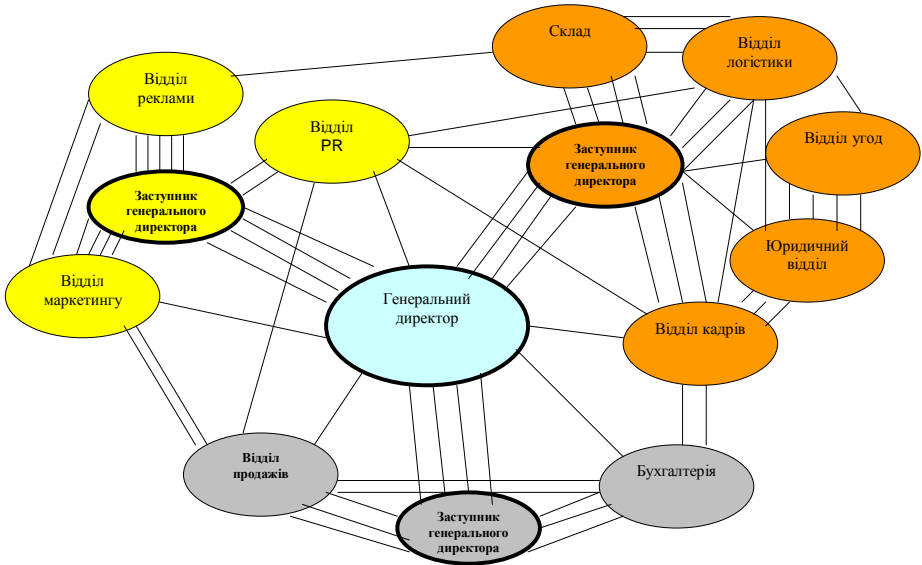 Склад
Відділ
логістики
Відділ
реклами
Відділ
PR
Відділ угод
Заступник
генерального
директора
Заступник
генерального
директора
Юридичний
відділ
Відділ
маркетингу
Генеральний
директор
Відділ кадрів
Відділ
продажів
Бухгалтерія
Заступник
генерального
директора